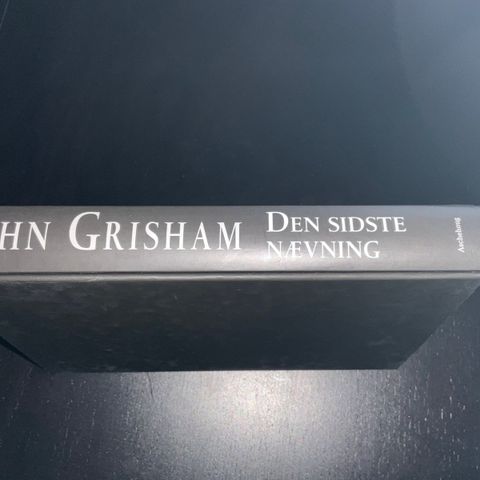 HN GRISHAM
DEN SIDSTE
NÆVNING
Aschehoug